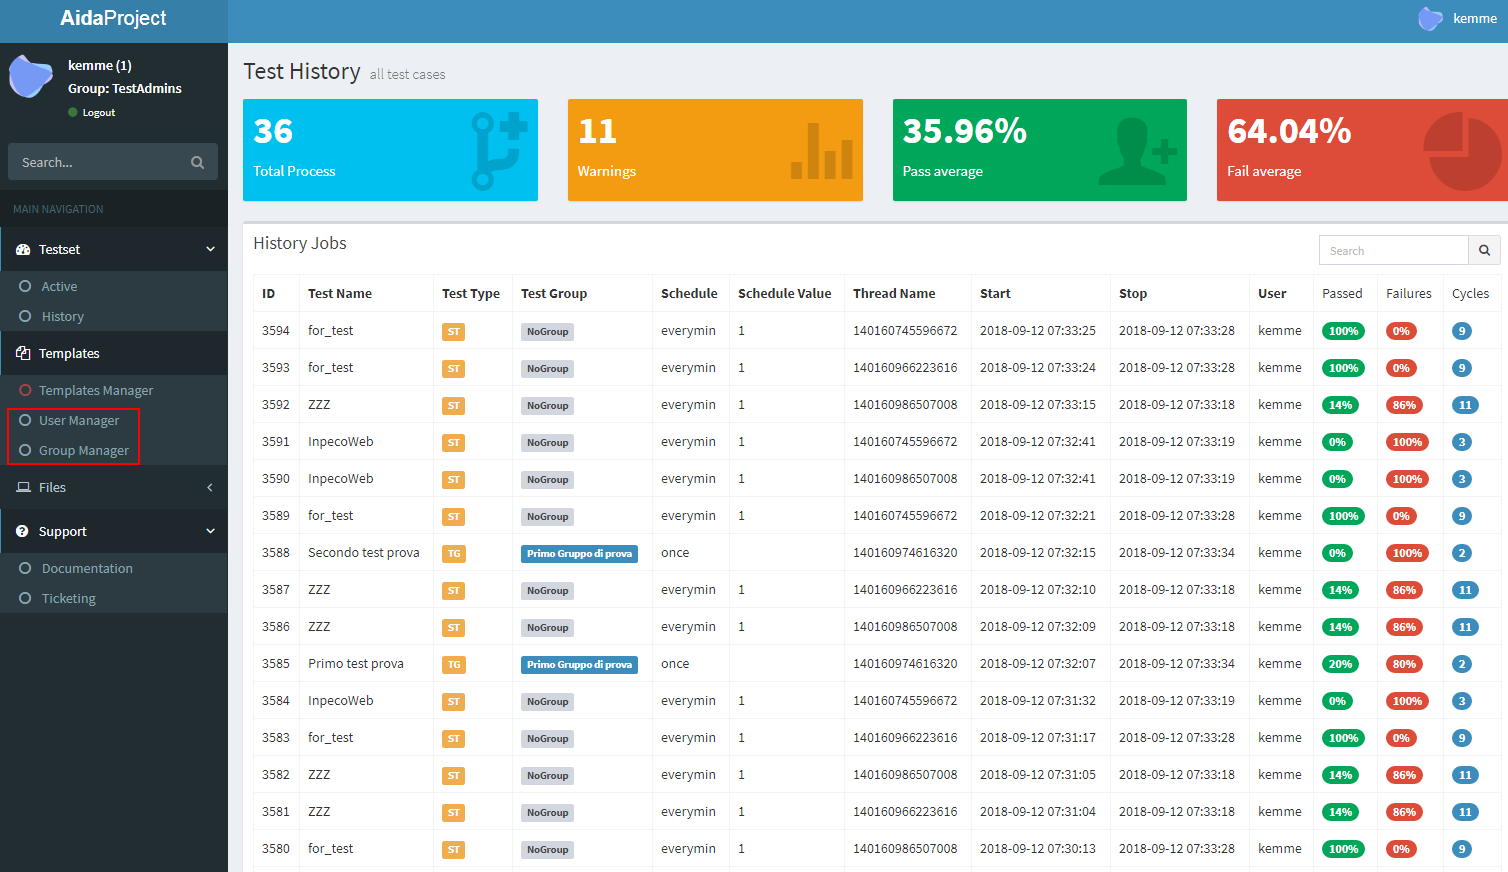 AidaProject
kemme
kemme (1)
Group: TestAdmins
Logout
Search...
MAIN NAVIGATION
Testset
Active
History
Templates
Templates Manager
User Manager
Group Manager
Files
Support
Documentation
Ticketing
Test History all test cases
36
Total Process
11
Warnings
35.96%
Pass average
64.04%
Fail average
History Jobs
Search
ID Test Name Test Type Test Group Schedule Schedule Value Thread Name Start Stop User Passed Failures Cycles
3594 for_test ST NoGroup everymin 1 140160745596672 2018-09-12 07:33:25 2018-09-12 07:33:28 kemme 100% 0% 9
3593 for_test ST NoGroup everymin 1 140160966223616 2018-09-12 07:33:24 2018-09-12 07:33:28 kemme 100% 0% 9
3592 ZZZ ST NoGroup everymin 1 140160986507008 2018-09-12 07:33:15 2018-09-12 07:33:18 kemme 14% 86% 11
3591 InpecoWeb ST NoGroup everymin 1 140160745596672 2018-09-12 07:32:41 2018-09-12 07:33:19 kemme 0% 100% 3
3590 InpecoWeb ST NoGroup everymin 1 140160986507008 2018-09-12 07:32:41 2018-09-12 07:33:19 kemme 0% 100% 3
3589 for_test ST NoGroup everymin 1 140160745596672 2018-09-12 07:32:21 2018-09-12 07:33:28 kemme 100% 0% 9
3588 Secondo test prova TG Primo Gruppo di prova once 140160974616320 2018-09-12 07:32:15 2018-09-12 07:33:34 kemme 0% 100% 2
3587 ZZZ ST NoGroup everymin 1 140160966223616 2018-09-12 07:32:10 2018-09-12 07:33:18 kemme 14% 86% 11
3586 ZZZ ST NoGroup everymin 1 140160986507008 2018-09-12 07:32:09 2018-09-12 07:33:18 kemme 14% 86% 11
3585 Primo test prova TG Primo Gruppo di prova once 140160974616320 2018-09-12 07:32:07 2018-09-12 07:33:34 kemme 20% 80% 2
3584 InpecoWeb ST NoGroup everymin 1 140160745596672 2018-09-12 07:31:32 2018-09-12 07:33:19 kemme 0% 100% 3
3583 for_test ST NoGroup everymin 1 140160966223616 2018-09-12 07:31:17 2018-09-12 07:33:28 kemme 100% 0% 9
3582 ZZZ ST NoGroup everymin 1 140160986507008 2018-09-12 07:31:05 2018-09-12 07:33:18 kemme 14% 86% 11
3581 ZZZ ST NoGroup everymin 1 140160966223616 2018-09-12 07:31:04 2018-09-12 07:33:18 kemme 14% 86% 11
3580 for_test ST NoGroup everymin 1 140160986507008 2018-09-12 07:30:13 2018-09-12 07:33:28 kemme 100% 0% 9